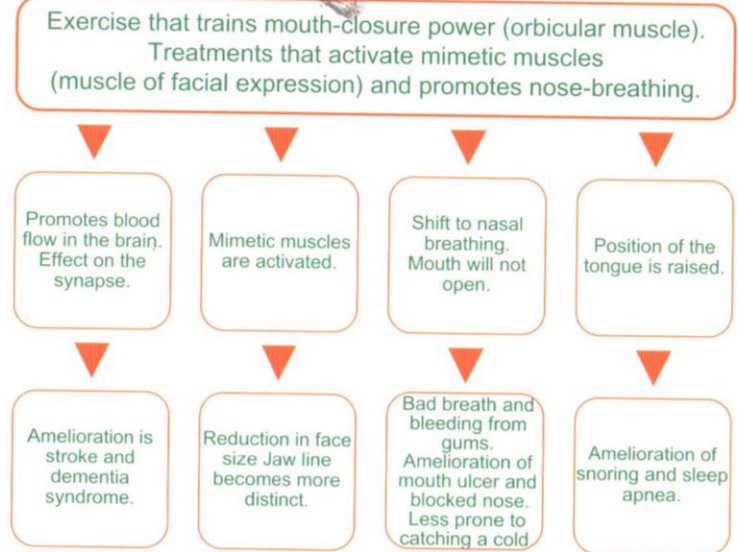 Exercise that trains mouth-closure power (orbicular muscle).
Treatments that activate mimetic muscles
(muscle of facial expression) and promotes nose-breathing.
Promotes blood
flow in the brain.
Effect on the
synapse.
Mimetic muscles
are activated.
Shift to nasal
breathing.
Mouth will not
open.
Position of the
tongue is raised.
Amelioration is
stroke and
dementia
syndrome.
Reduction in face
size Jaw line
becomes more
distinct.
Bad breath and
bleeding from
gums.
Amelioration of
mouth ulcer and
blocked nose.
Less prone to
catching a cold
Amelioration of
snoring and sleep
apnea.